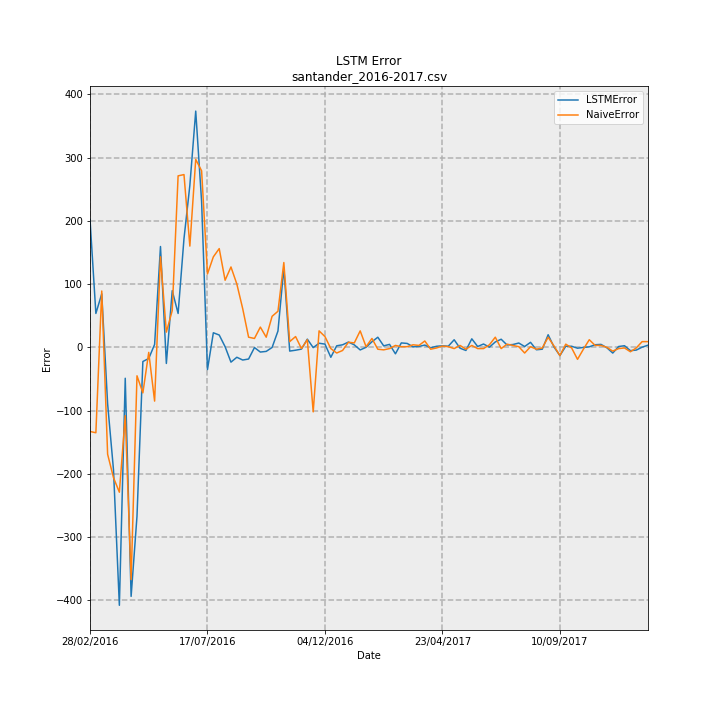 LSTM Error
santander_2016-2017.csv
LSTMError
NaiveError
400
300
200
100
0
−100
−200
−300
−400
Error
28/02/2016
17/07/2016
04/12/2016
23/04/2017
10/09/2017
Date